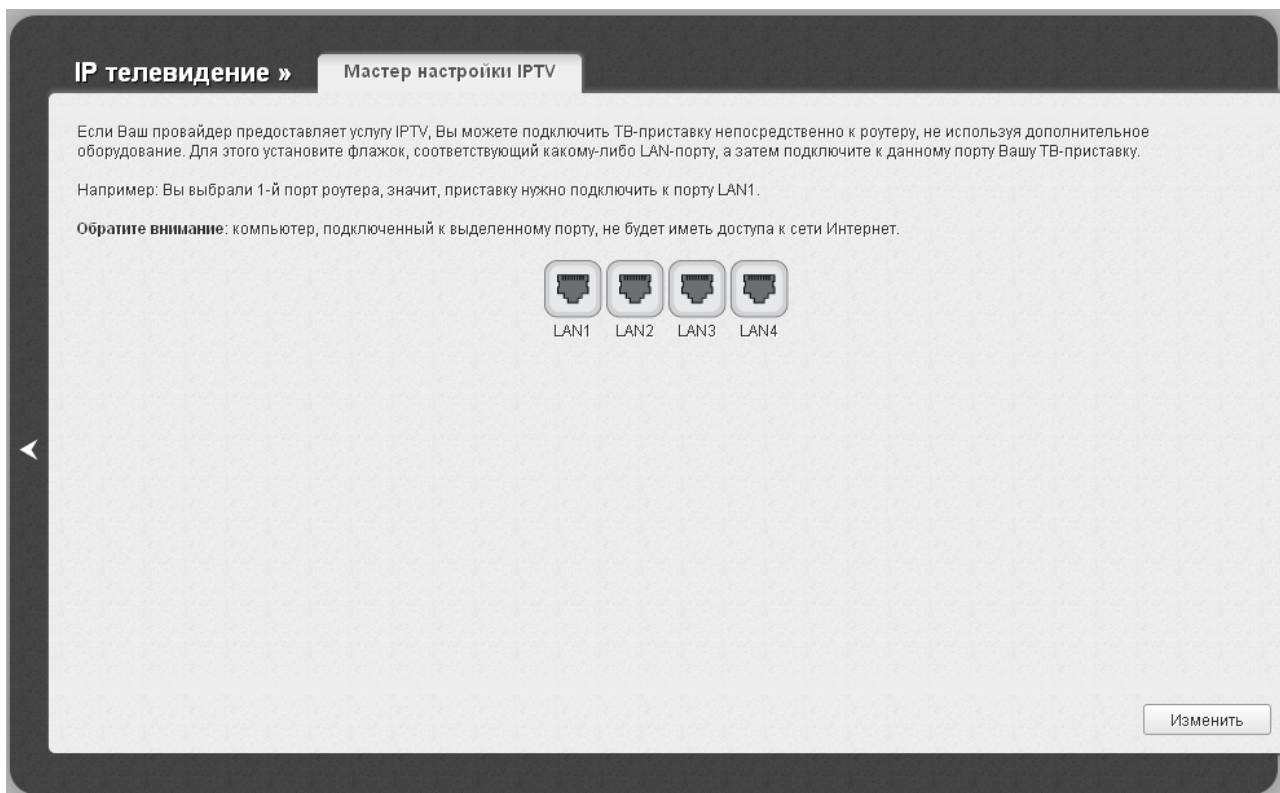 IP телевидение »
Мастер настройки IPTV
Если Ваш провайдер предоставляет услугу IPTV, Вы можете подключить ТВ-приставку непосредственно к роутеру, не используя дополнительное
оборудование. Для этого установите флажок, соответствующий какому-либо LAN-порту, а затем подключите к данному порту Вашу ТВ-приставку.
Например: Вы выбрали 1-й порт роутера, значит, приставку нужно подключить к порту LAN1.
Обратите внимание: компьютер, подключенный к выделенному порту, не будет иметь доступа к сети Интернет.
LAN1 LAN2 LAN3 LAN4
Изменить